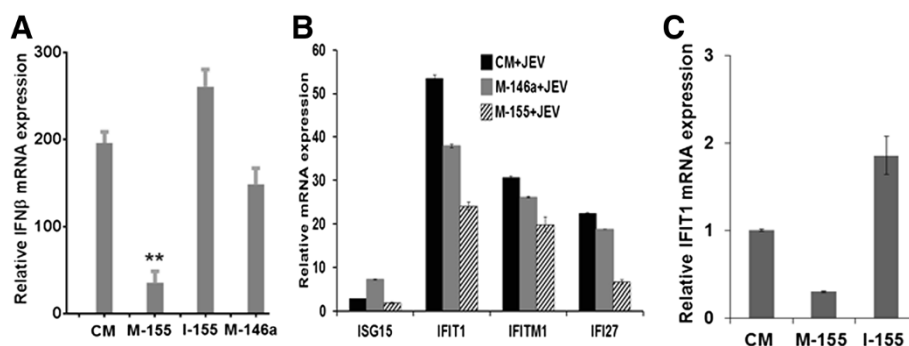 A
Relative IFNβ mRNA expression
300
200
100
0
**
CM
M-155
I-155
M-146a
B
Relative mRNA expression
60
50
40
30
20
10
0
CM+JEV
M-146a+JEV
M-155+JEV
ISG15
IFIT1
IFITM1
IFI27
C
Relative IFIT1 mRNA expression
3
2
1
0
CM
M-155
I-155